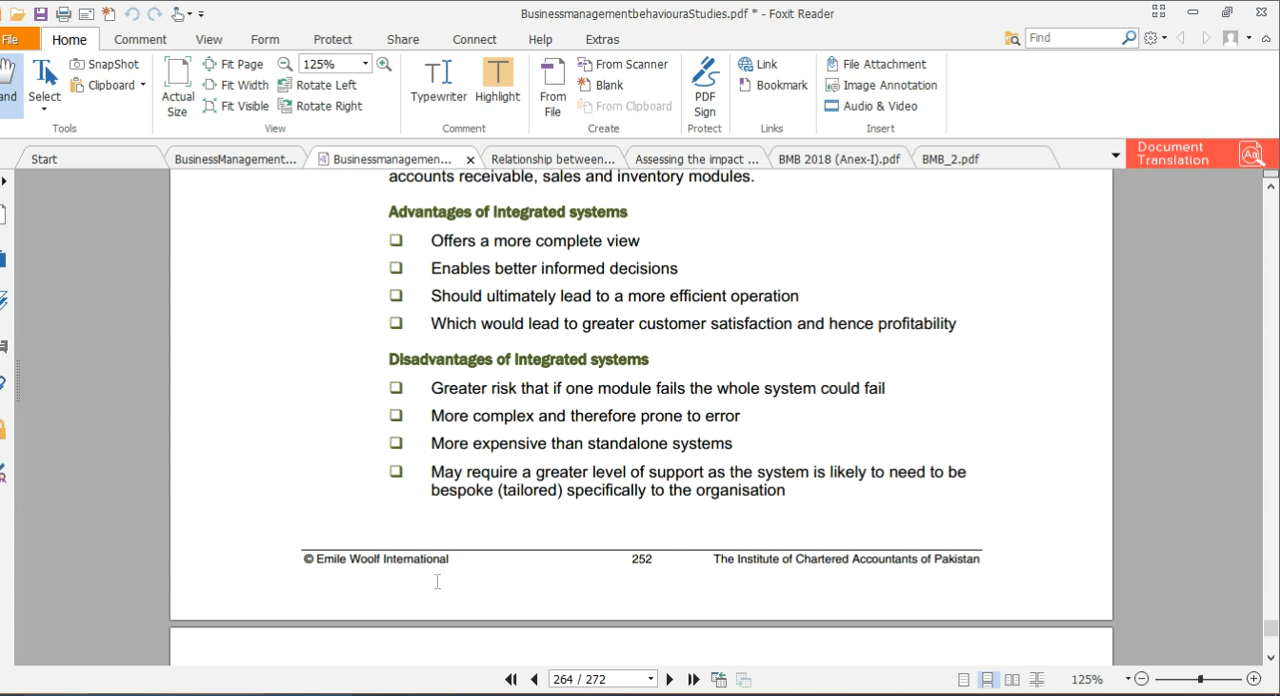 BusinessmanagementbehaviouraStudies.pdf * - Foxit Reader
File Home Comment View Form Protect Share Connect Help Extras Find
SnapShot Fit Page 125% From Scanner Link File Attachment
Clipboard Fit Width Rotate Left Blank Bookmark Image Annotation
and Select Actual Size Fit Visible Rotate Right Typewriter Highlight From File From Clipboard PDF Sign Audio & Video
Tools View Comment Create Protect Links Insert
Start BusinessManagement... Businessmanagemen... Relationship between... Assessing the impact ... BMB 2018 (Anex-I).pdf BMB_2.pdf Document Translation
accounts receivable, sales and inventory modules.
Advantages of integrated systems
Offers a more complete view
Enables better informed decisions
Should ultimately lead to a more efficient operation
Which would lead to greater customer satisfaction and hence profitability
Disadvantages of integrated systems
Greater risk that if one module fails the whole system could fail
More complex and therefore prone to error
More expensive than standalone systems
May require a greater level of support as the system is likely to need to be
bespoke (tailored) specifically to the organisation
© Emile Woolf International 252 The Institute of Chartered Accountants of Pakistan
264 / 272 125%